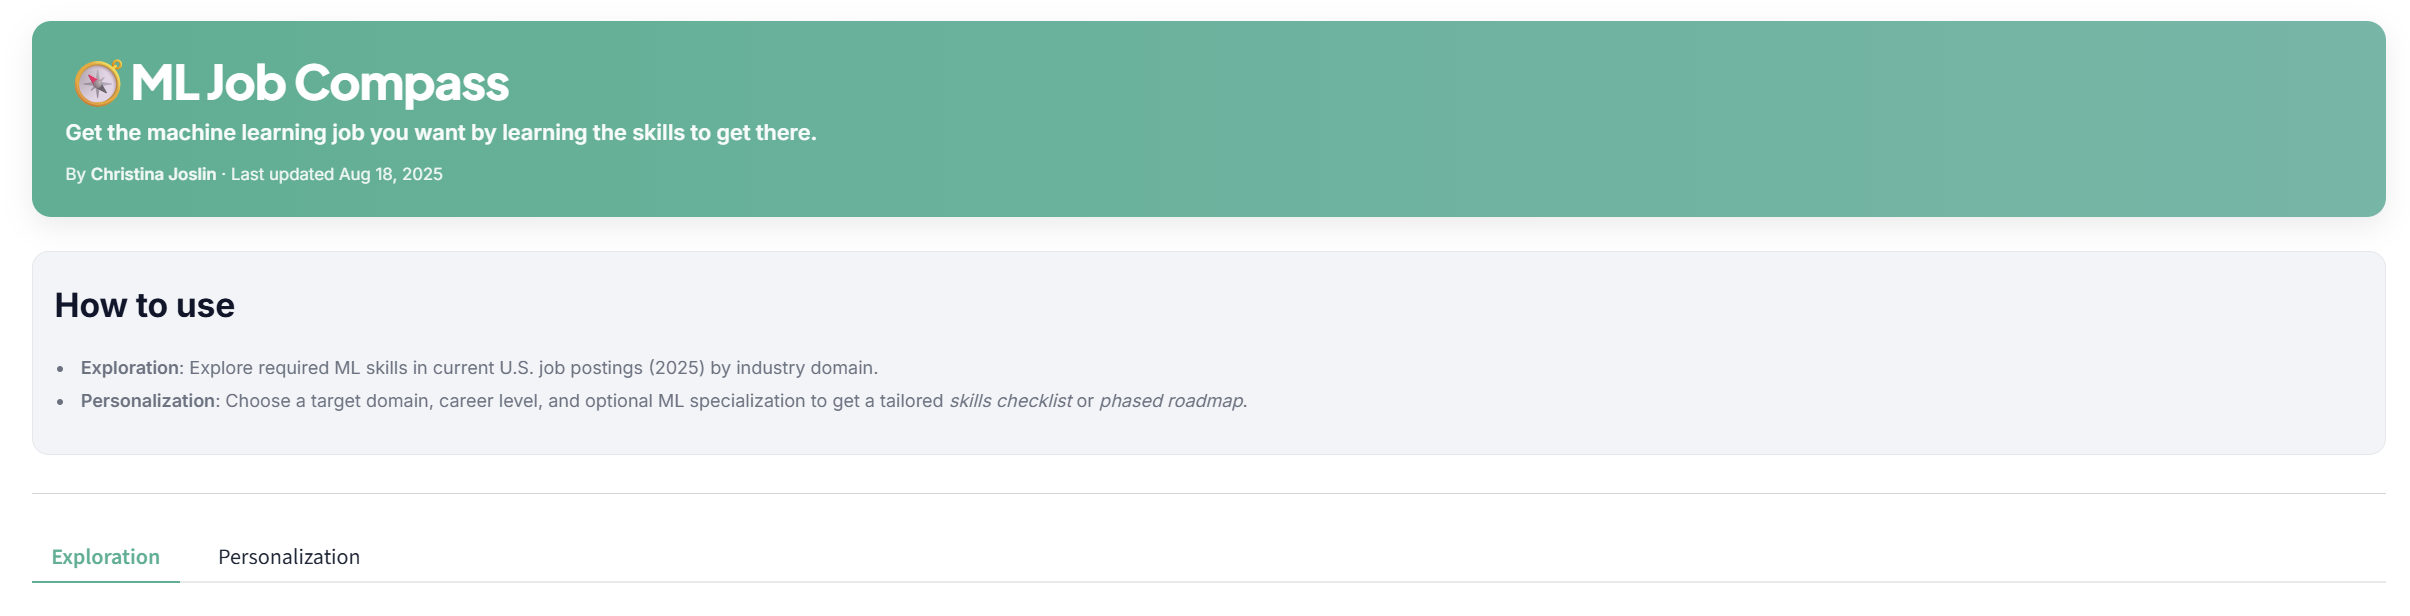 ML Job Compass
Get the machine learning job you want by learning the skills to get there.
By Christina Joslin · Last updated Aug 18, 2025
How to use
• Exploration: Explore required ML skills in current U.S. job postings (2025) by industry domain.
• Personalization: Choose a target domain, career level, and optional ML specialization to get a tailored skills checklist or phased roadmap.
Exploration Personalization